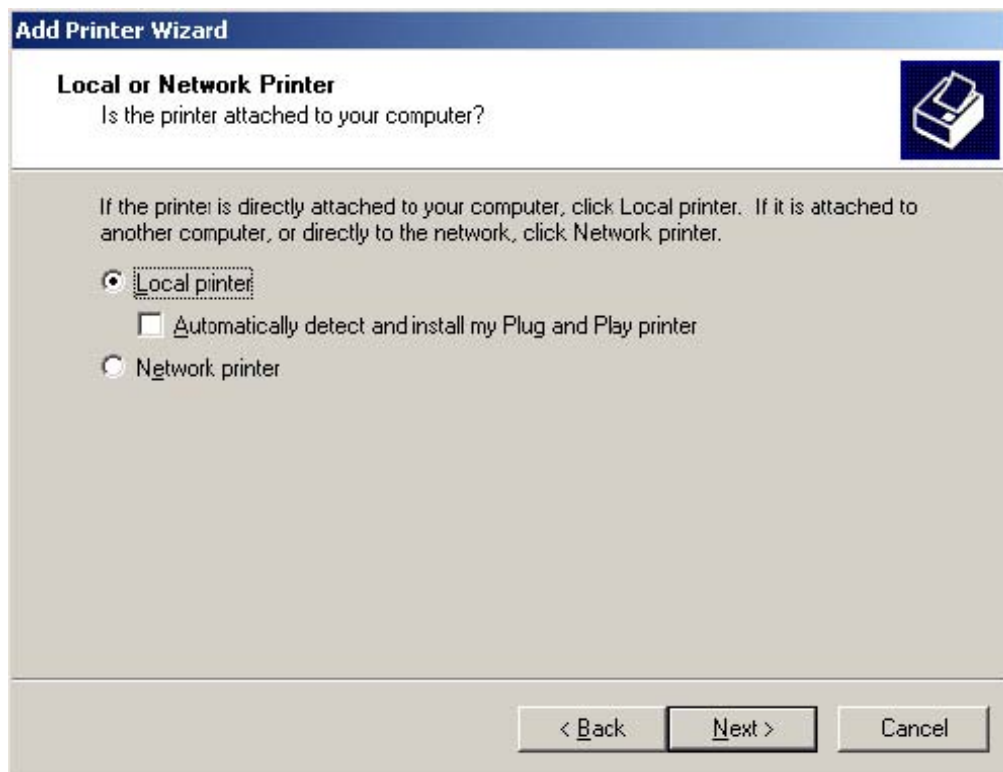 Add Printer Wizard
Local or Network Printer
Is the printer attached to your computer?
If the printer is directly attached to your computer, click Local printer. If it is attached to
another computer, or directly to the network, click Network printer.
Local printer
Automatically detect and install my Plug and Play printer
Network printer
< Back
Next >
Cancel